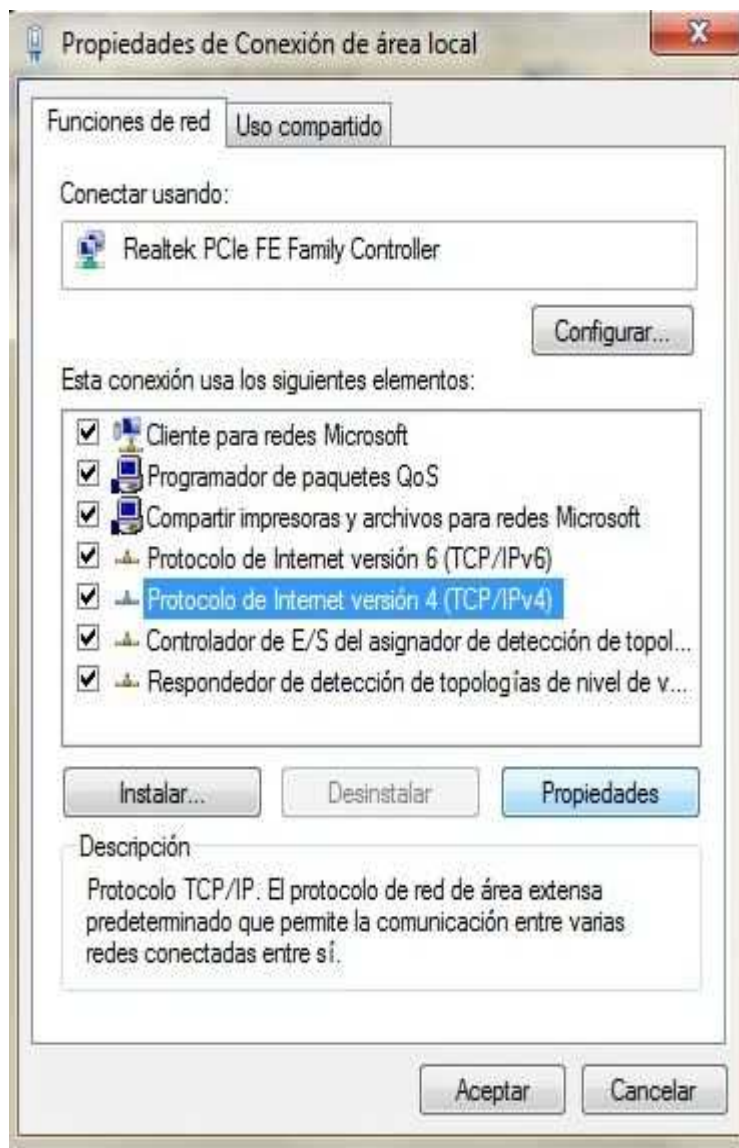 Propiedades de Conexión de área local
Funciones de red
Uso compartido
Conectar usando:
Realtek PCIe FE Family Controller
Configurar...
Esta conexión usa los siguientes elementos:
Cliente para redes Microsoft
Programador de paquetes QoS
Compartir impresoras y archivos para redes Microsoft
Protocolo de Internet versión 6 (TCP/IPv6)
Protocolo de Internet versión 4 (TCP/IPv4)
Controlador de E/S del asignador de detección de topol...
Respondedor de detección de topologías de nivel de v...
Instalar...
Desinstalar
Propiedades
Descripción
Protocolo TCP/IP. El protocolo de red de área extensa
predeterminado que permite la comunicación entre varias
redes conectadas entre sí.
Aceptar
Cancelar